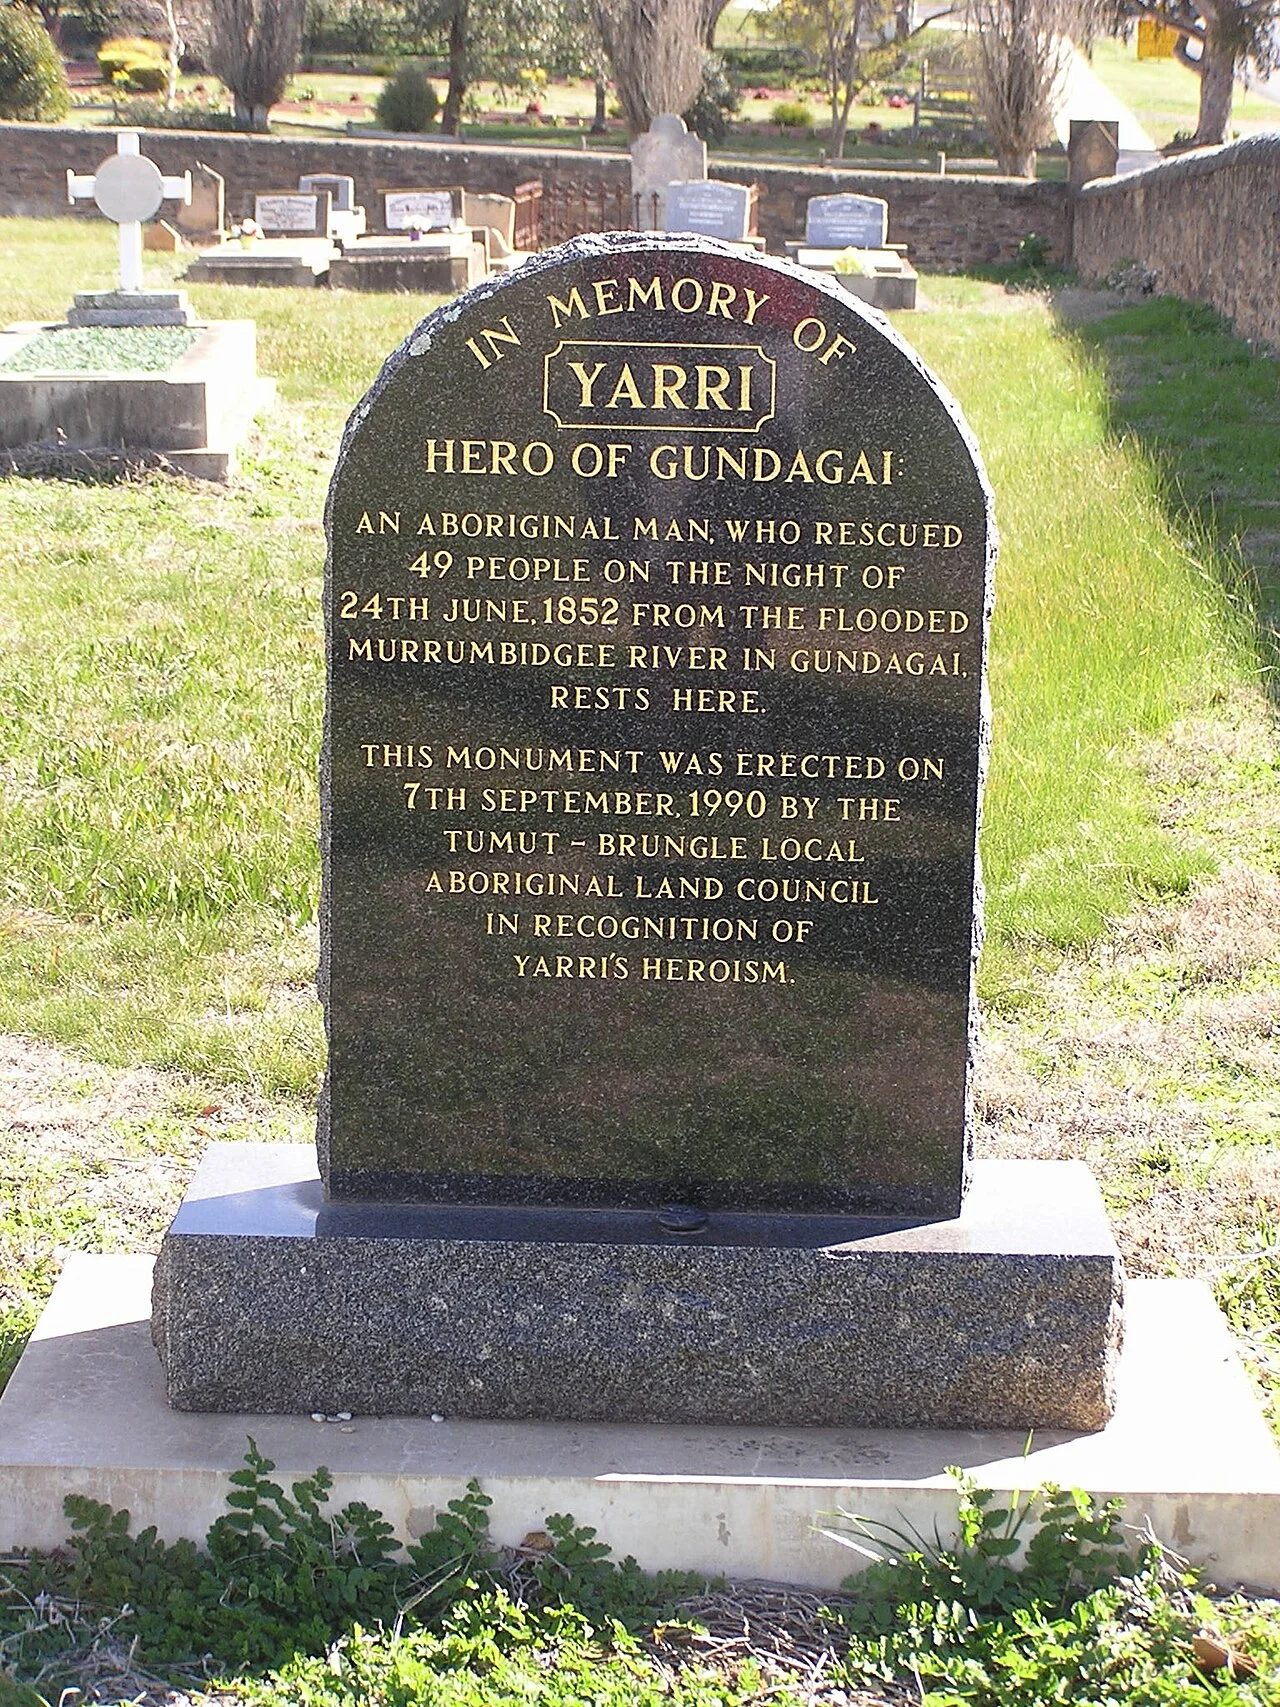 IN MEMORY OF
YARRI
HERO OF GUNDAGAI:
AN ABORIGINAL MAN, WHO RESCUED
49 PEOPLE ON THE NIGHT OF
24TH JUNE, 1852 FROM THE FLOODED
MURRUMBIDGEE RIVER IN GUNDAGAI,
RESTS HERE.
THIS MONUMENT WAS ERECTED ON
7TH SEPTEMBER, 1990 BY THE
TUMUT - BRUNGLE LOCAL
ABORIGINAL LAND COUNCIL
IN RECOGNITION OF
YARRI'S HEROISM.